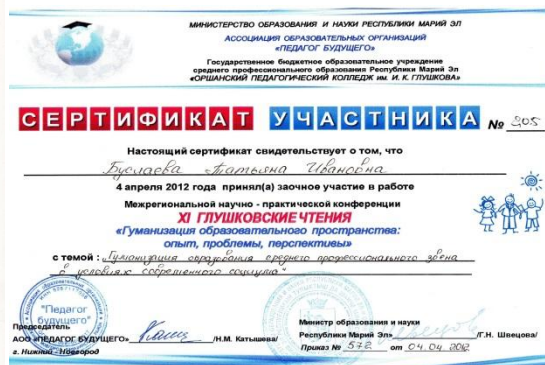 МИНИСТЕРСТВО ОБРАЗОВАНИЯ И НАУКИ РЕСПУБЛИКИ МАРИЙ ЭЛ
АССОЦИАЦИЯ ОБРАЗОВАТЕЛЬНЫХ ОРГАНИЗАЦИЙ
«ПЕДАГОГ БУДУЩЕГО»
Государственное бюджетное образовательное учреждение
среднего профессионального образования Республики Марий Эл
«ОРШАНСКИЙ ПЕДАГОГИЧЕСКИЙ КОЛЛЕДЖ им. И. К. ГЛУШКОВА»
СЕРТИФИКАТ УЧАСТНИКА № 205
Настоящий сертификат свидетельствует о том, что
Буслаева Татьяна Ивановна
4 апреля 2012 года принял(а) заочное участие в работе
Межрегиональной научно - практической конференции
XI ГЛУШКОВСКИЕ ЧТЕНИЯ
«Гуманизация образовательного пространства:
опыт, проблемы, перспективы»
с темой : „Гуманизация образования среднего профессионального звена
в условиях современного социума"
"Педагог
будущего"
Председатель
АОО «ПЕДАГОГ БУДУЩЕГО» /Н.М. Катышева/
г. Нижний - Новгород
Министр образования и науки
Республики Марий Эл /Г.Н. Швецова/
Приказ № 572 от 04.04.2012